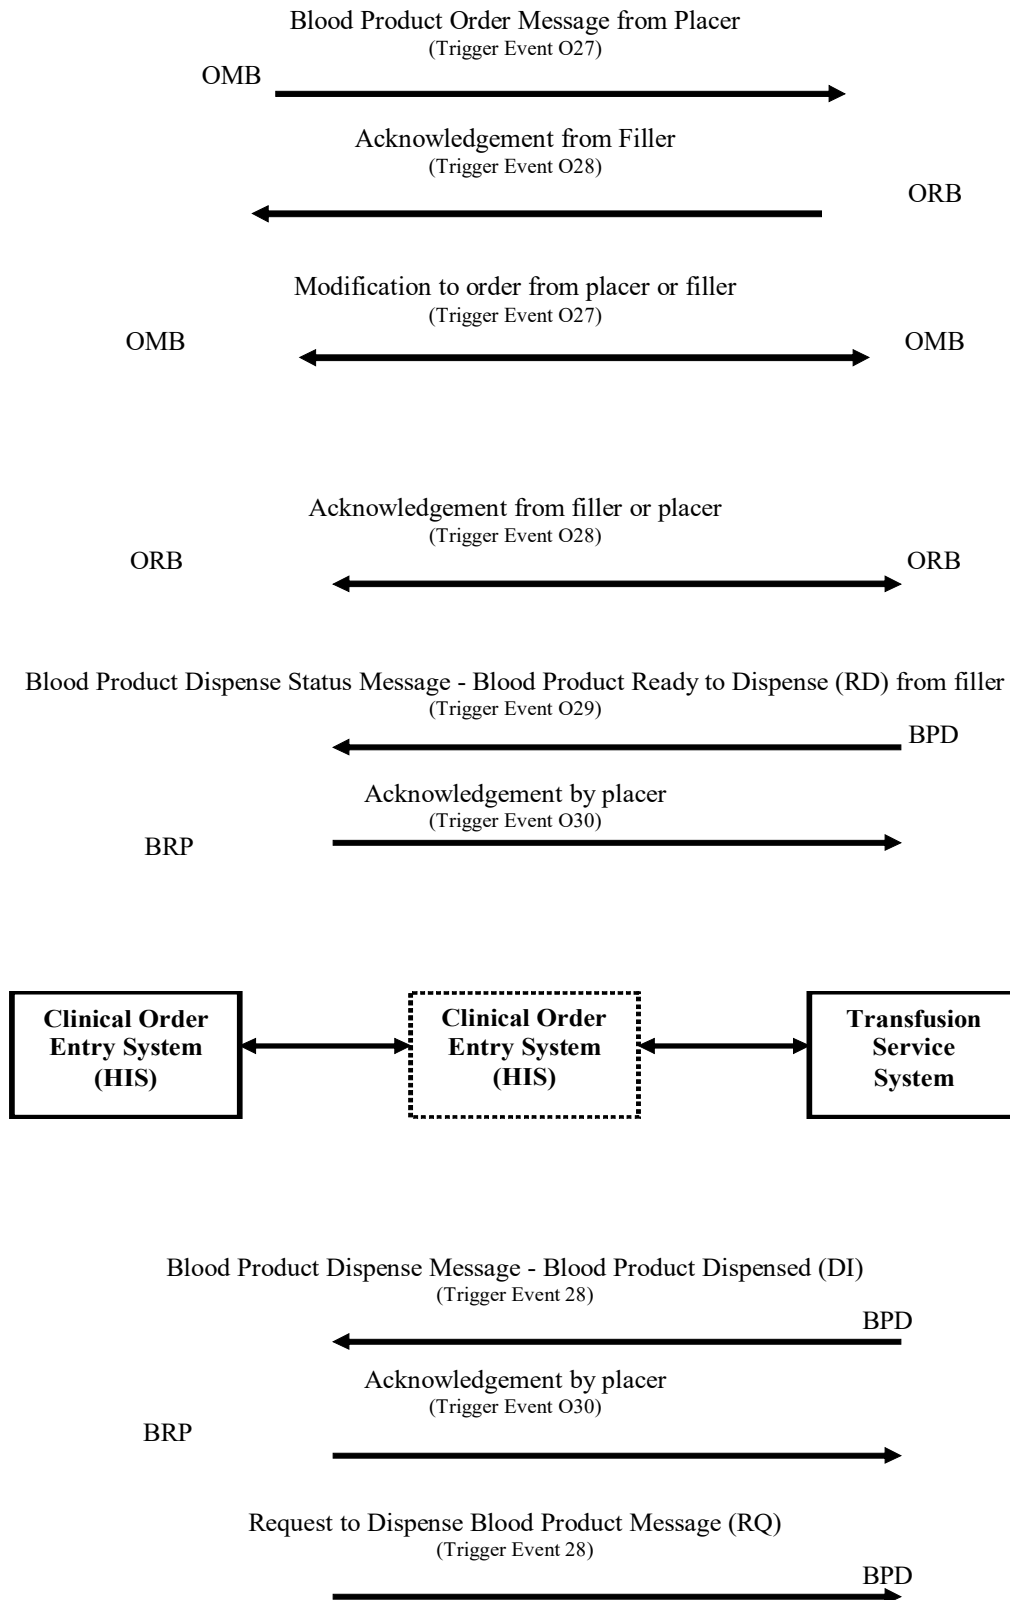 Blood Product Order Message from Placer
(Trigger Event O27)
OMB
Acknowledgement from Filler
(Trigger Event O28)
ORB
Modification to order from placer or filler
(Trigger Event O27)
OMB
OMB
Acknowledgement from filler or placer
(Trigger Event O28)
ORB
ORB
Blood Product Dispense Status Message - Blood Product Ready to Dispense (RD) from filler
(Trigger Event O29)
BPD
Acknowledgement by placer
(Trigger Event O30)
BRP
Clinical Order
Entry System
(HIS)
Clinical Order
Entry System
(HIS)
Transfusion
Service
System
Blood Product Dispense Message - Blood Product Dispensed (DI)
(Trigger Event 28)
BPD
Acknowledgement by placer
(Trigger Event O30)
BRP
Request to Dispense Blood Product Message (RQ)
(Trigger Event 28)
BPD